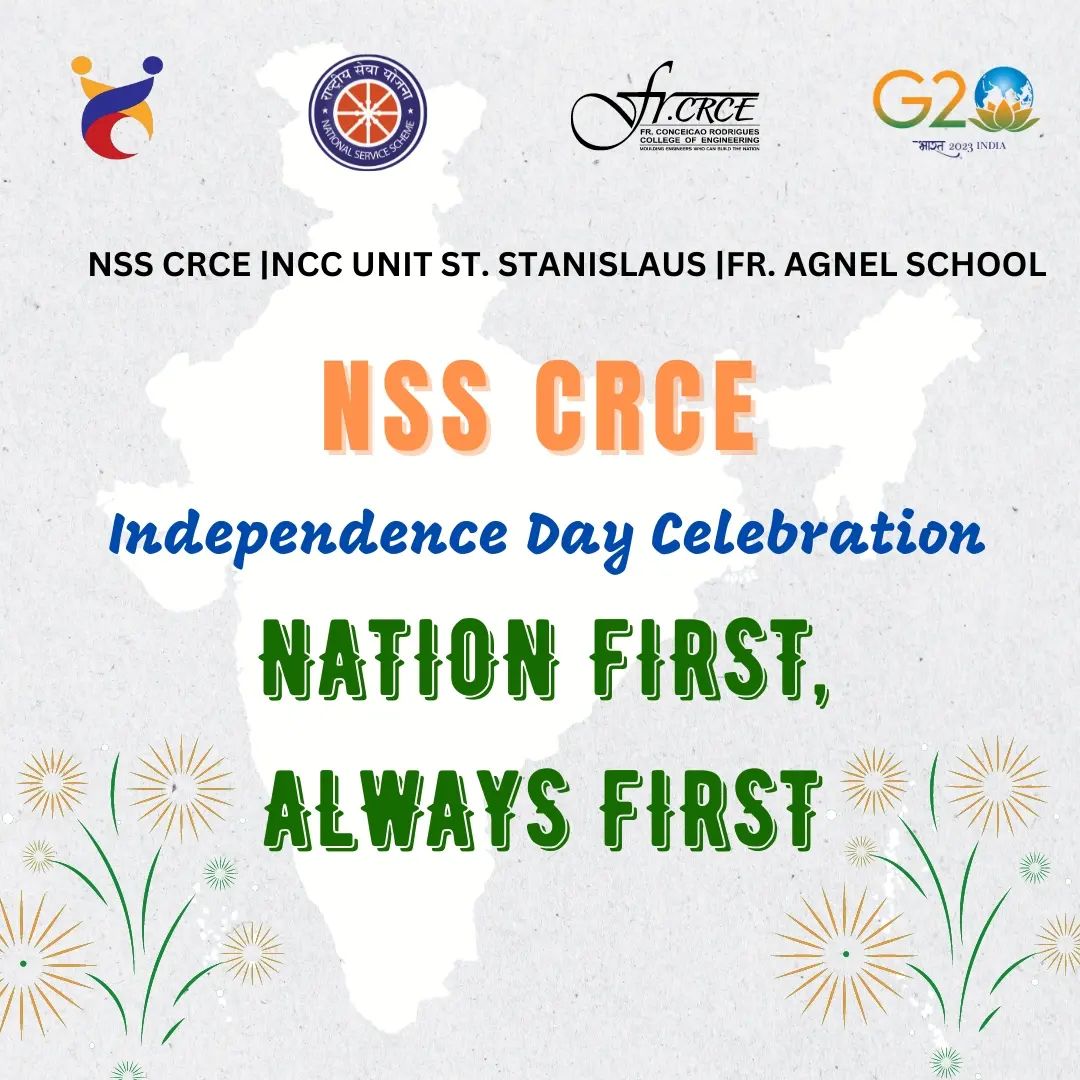 राष्ट्रीय सेवा योजना
NATIONAL SERVICE SCHEME
Fr.CRCE
FR. CONCEICAO RODRIGUES
COLLEGE OF ENGINEERING
MOULDING ENGINEERS WHO CAN BUILD THE NATION
G20
भारत 2023 INDIA
NSS CRCE |NCC UNIT ST. STANISLAUS |FR. AGNEL SCHOOL
NSS CRCE
Independence Day Celebration
NATION FIRST,
ALWAYS FIRST